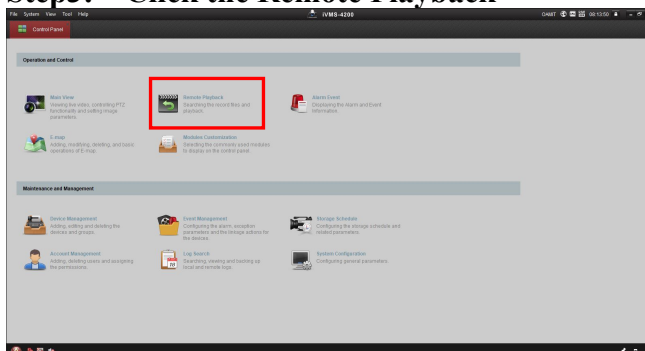 Click the Remote Playback
File System View Tool Help
iVMS-4200
08:13:50
Control Panel
Operation and Control
Main View
Viewing live video, controlling PTZ
functionality and setting image
parameters.
Remote Playback
Searching the record files and
playback.
Alarm Event
Displaying the Alarm and Event
information.
E-map
Adding, modifying, deleting, and basic
operations of E-map.
Modules Customization
Selecting the commonly used modules
to display on the control panel.
Maintenance and Management
Device Management
Adding, editing and deleting the
devices and groups.
Event Management
Configuring the alarm, exception
parameters and the linkage actions for
the devices.
Storage Schedule
Configuring the storage schedule and
related parameters.
Account Management
Adding, deleting users and assigning
the permissions.
Log Search
Searching, viewing and backing up
local and remote logs.
System Configuration
Configuring general parameters.